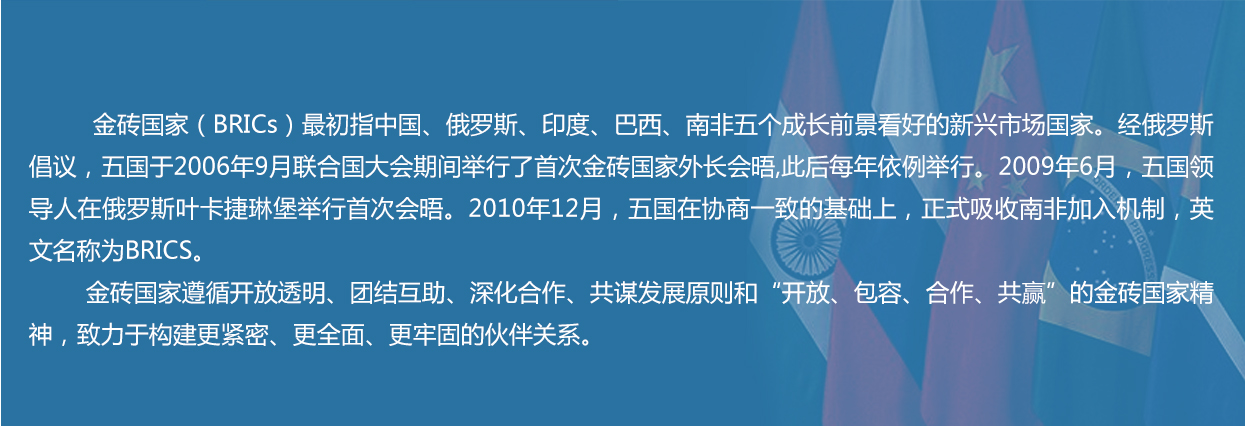 金砖国家（BRICs）最初指中国、俄罗斯、印度、巴西、南非五个成长前景看好的新兴市场国家。经俄罗斯
倡议，五国于2006年9月联合国大会期间举行了首次金砖国家外长会晤,此后每年依例举行。2009年6月，五国领
导人在俄罗斯叶卡捷琳堡举行首次会晤。2010年12月，五国在协商一致的基础上，正式吸收南非加入机制，英
文名称为BRICS。
金砖国家遵循开放透明、团结互助、深化合作、共谋发展原则和“开放、包容、合作、共赢”的金砖国家精
神，致力于构建更紧密、更全面、更牢固的伙伴关系。